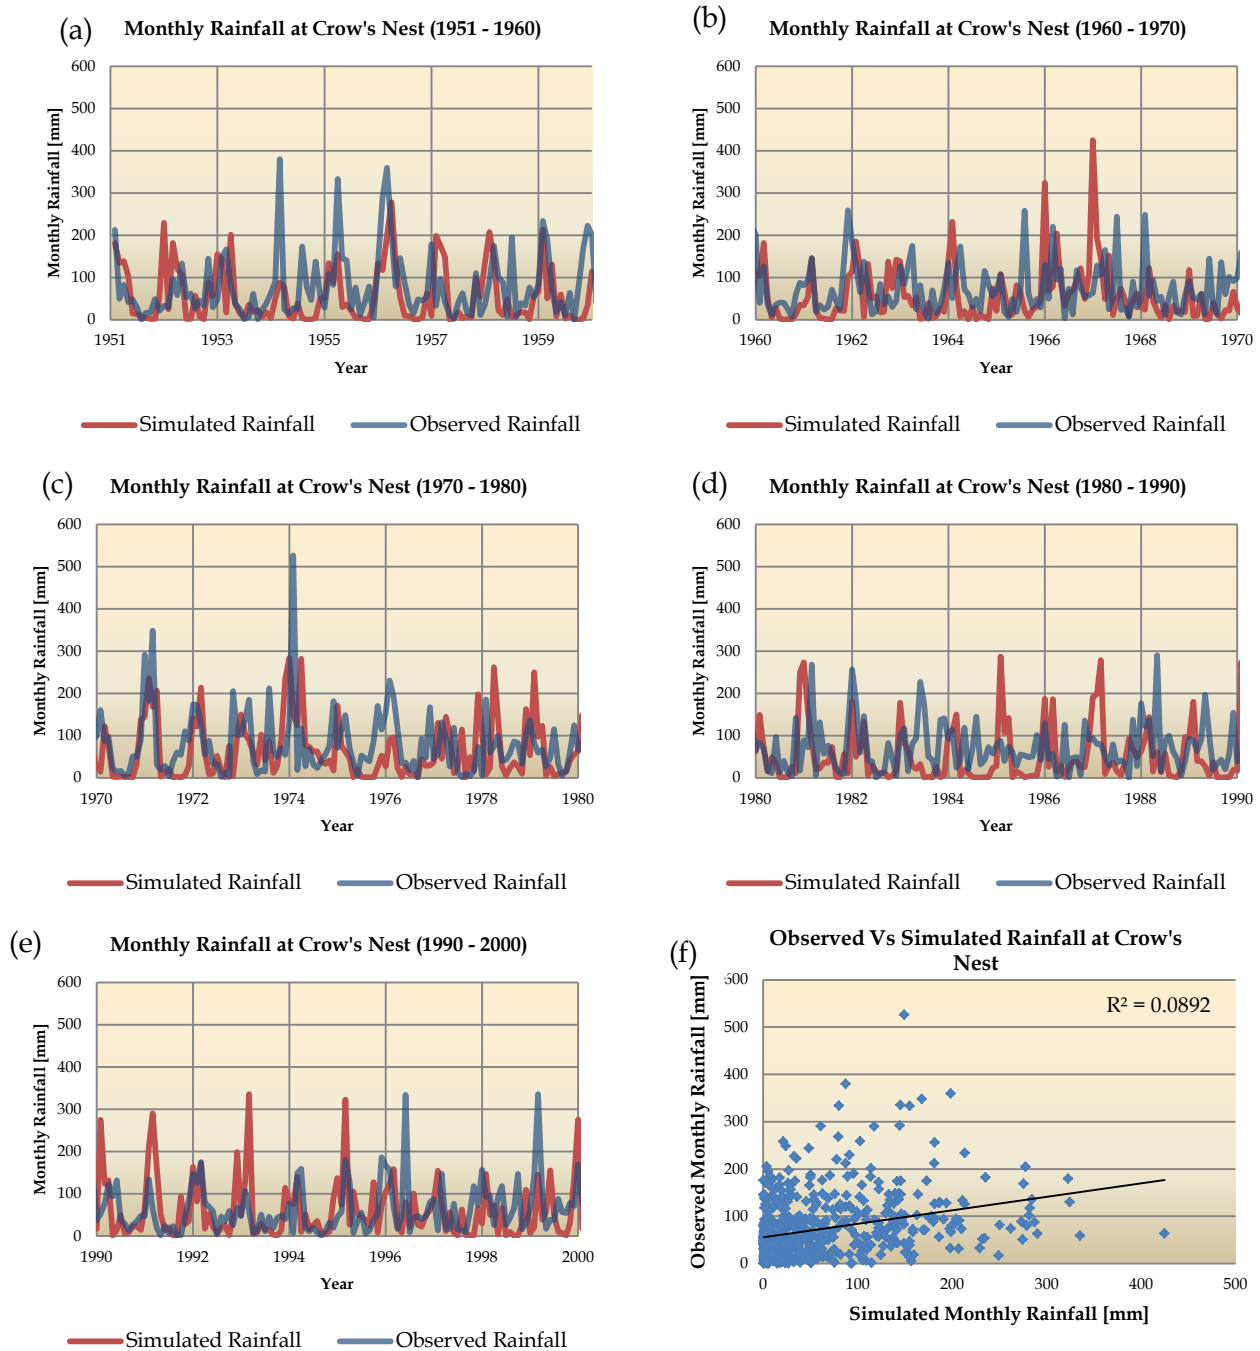 (a)
Monthly Rainfall at Crow's Nest (1951 - 1960)
600
500
400
300
200
100
0
Monthly Rainfall [mm]
1951 1953 1955 1957 1959
Year
Simulated Rainfall Observed Rainfall
(b)
Monthly Rainfall at Crow's Nest (1960 - 1970)
600
500
400
300
200
100
0
Monthly Rainfall [mm]
1960 1962 1964 1966 1968 1970
Year
Simulated Rainfall Observed Rainfall
(c)
Monthly Rainfall at Crow's Nest (1970 - 1980)
600
500
400
300
200
100
0
Monthly Rainfall [mm]
1970 1972 1974 1976 1978 1980
Year
Simulated Rainfall Observed Rainfall
(d)
Monthly Rainfall at Crow's Nest (1980 - 1990)
600
500
400
300
200
100
0
Monthly Rainfall [mm]
1980 1982 1984 1986 1988 1990
Year
Simulated Rainfall Observed Rainfall
(e)
Monthly Rainfall at Crow's Nest (1990 - 2000)
600
500
400
300
200
100
0
Monthly Rainfall [mm]
1990 1992 1994 1996 1998 2000
Simulated Rainfall Observed Rainfall
(f)
Observed Vs Simulated Rainfall at Crow's
Nest
R² = 0.0892
600
500
400
300
200
100
0
Observed Monthly Rainfall [mm]
0 100 200 300 400 500
Simulated Monthly Rainfall [mm]